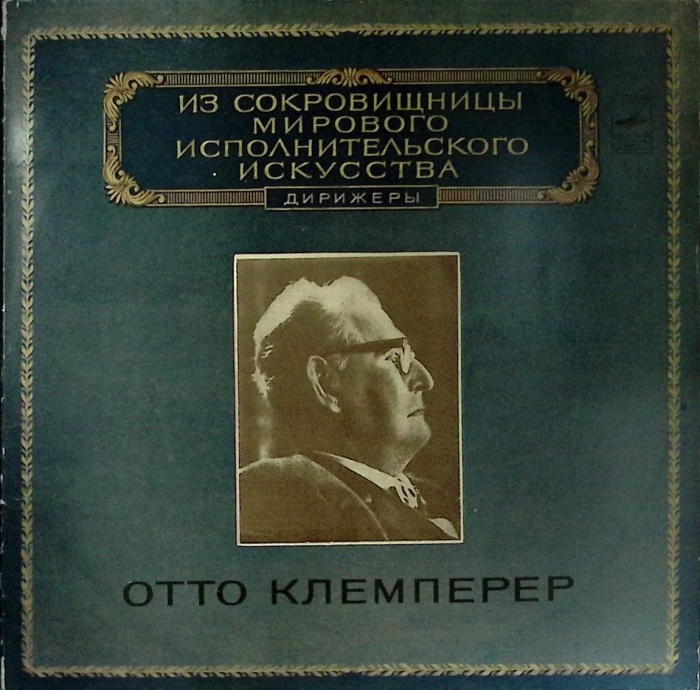 ИЗ СОКРОВИЩНИЦЫ
МИРОВОГО
ИСПОЛНИТЕЛЬСКОГО
ИСКУССТВА
ДИРИЖЕРЫ
ОТТО КЛЕМПЕРЕР